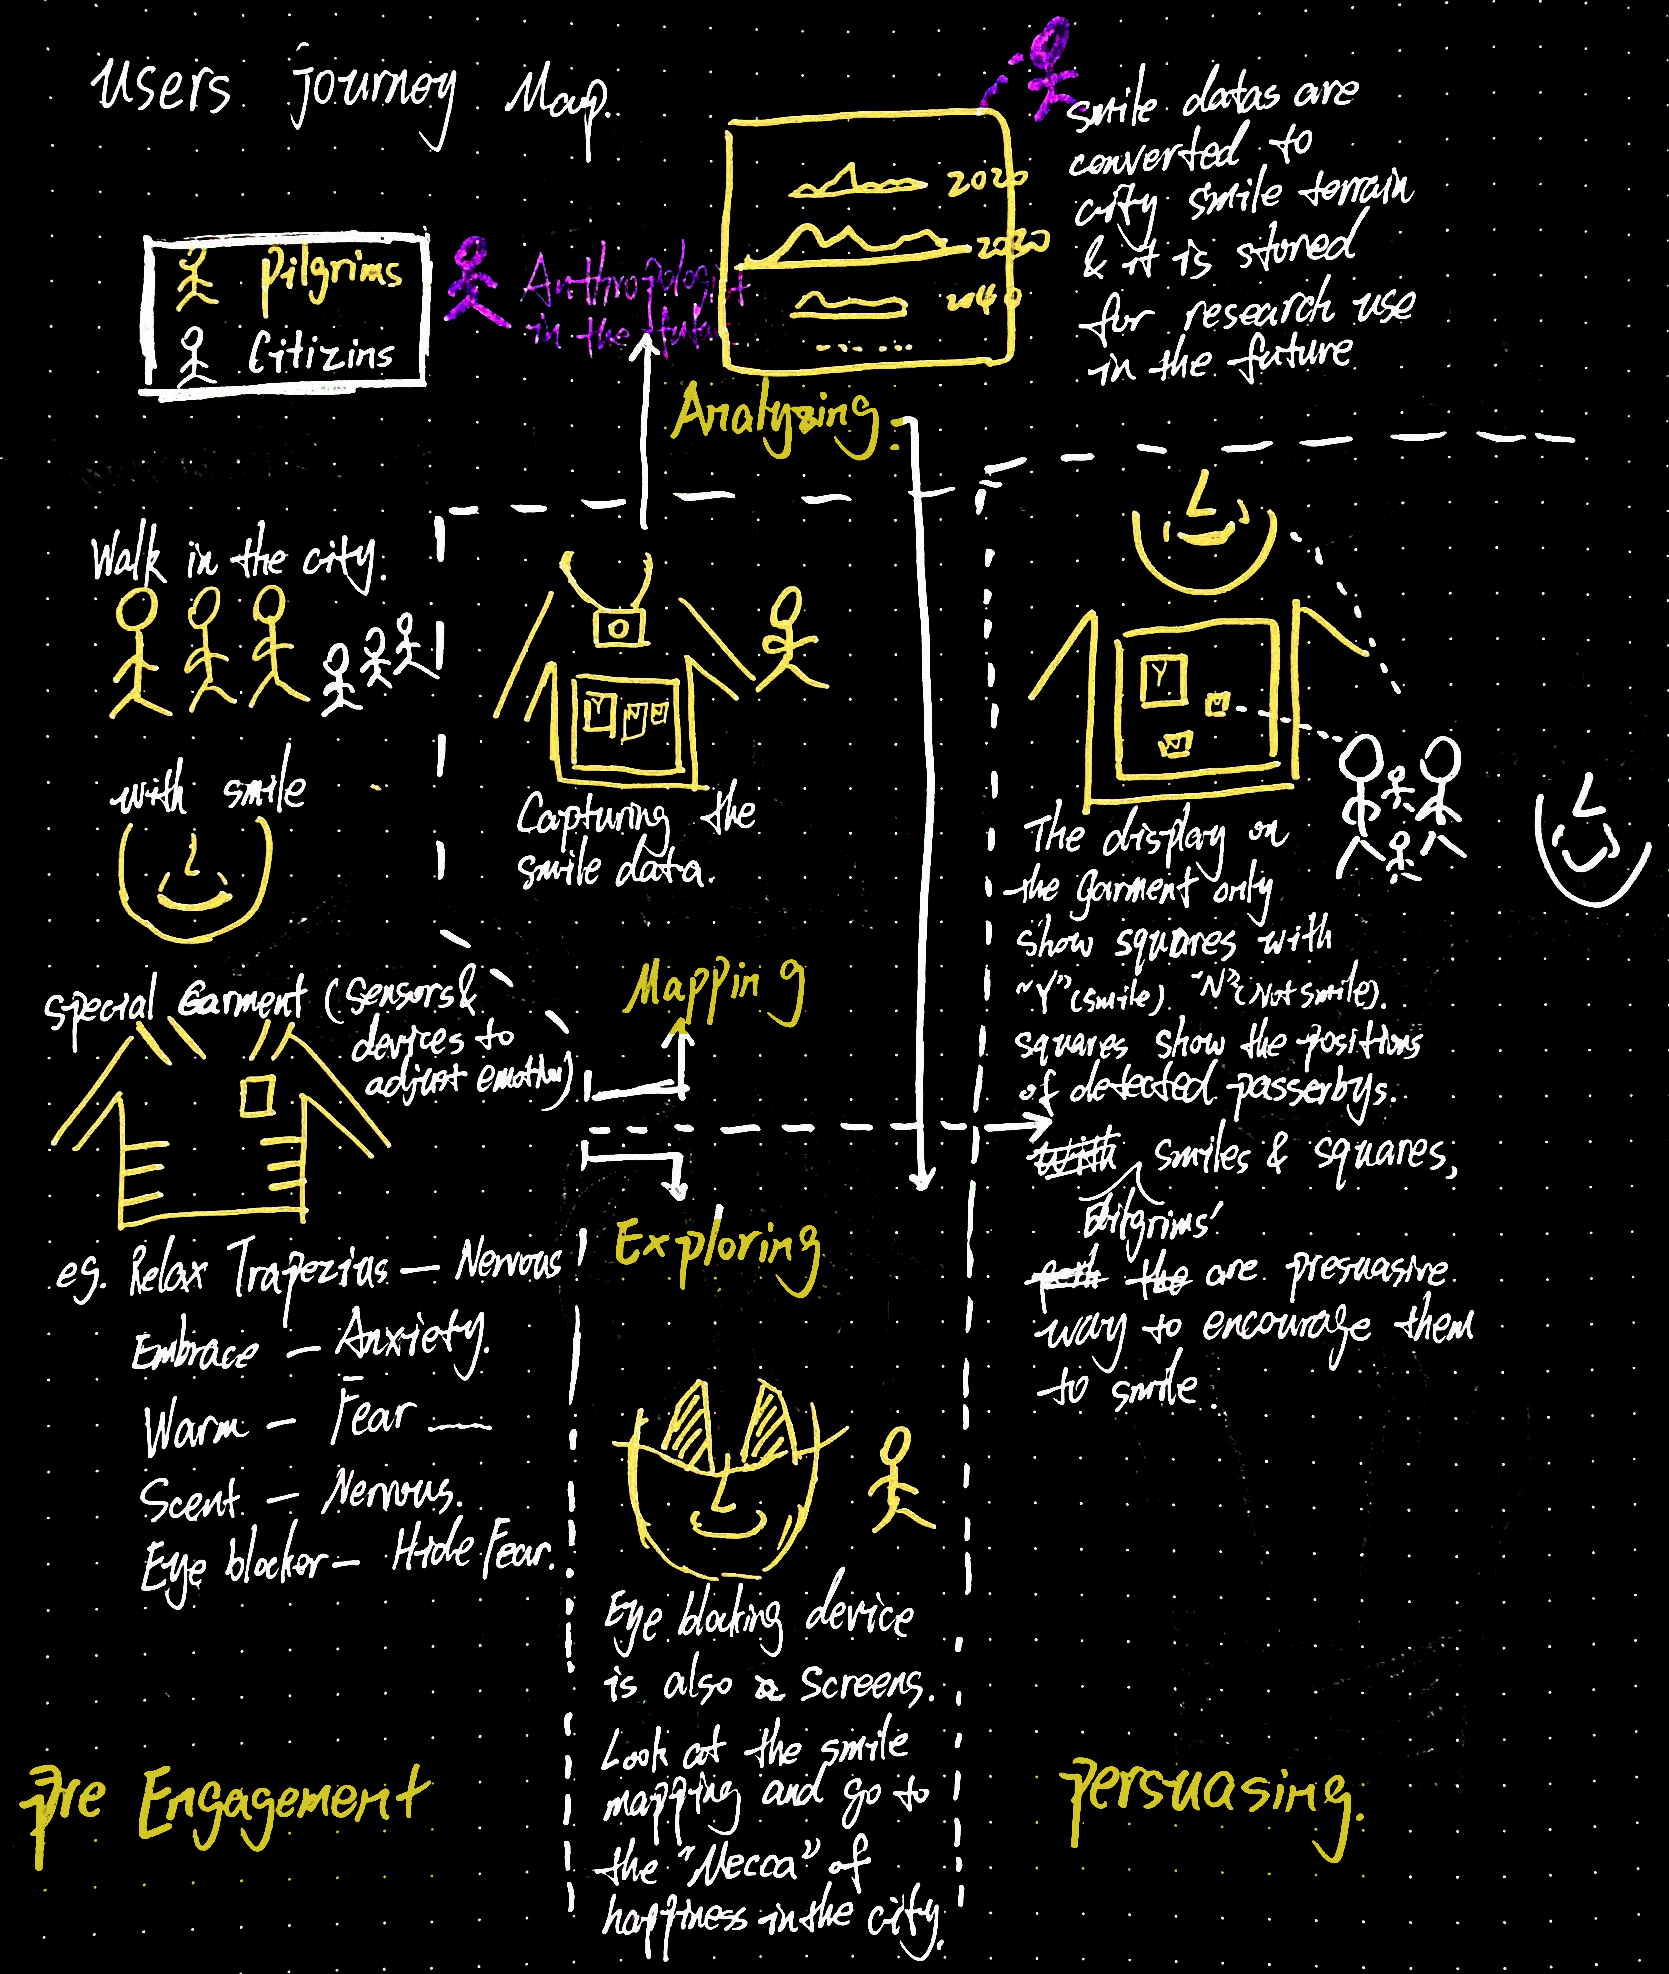 Users journey Map.
Pilgrims
Citizins
Anthropologist
in the future
2020
2030
2040
Smile datas are
converted to
city smile terrain
& it is stored
for research use
in the future
Analyzing
Walk in the city.
with smile
Special Garment (sensors &
devices to
adjust emotion)
eg. Relax Trapezias — Nervous
Embrace — Anxiety.
Warm — Fear
Scent — Nervous.
Eye blocker — Hide Fear.
Pre Engagement
Y N N
Capturing the
smile data.
Mapping
Exploring
Eye blocking device
is also a screens.
Look at the smile
mapping and go to
the "Mecca" of
happiness in the city.
Y
N
N
The display on
the garment only
show squares with
"Y" (smile). "N" (Not smile).
squares show the positions
of detected passerbys.
with smiles & squares,
Pilgrims'
the are presuasive
way to encourage them
to smile.
persuasing.